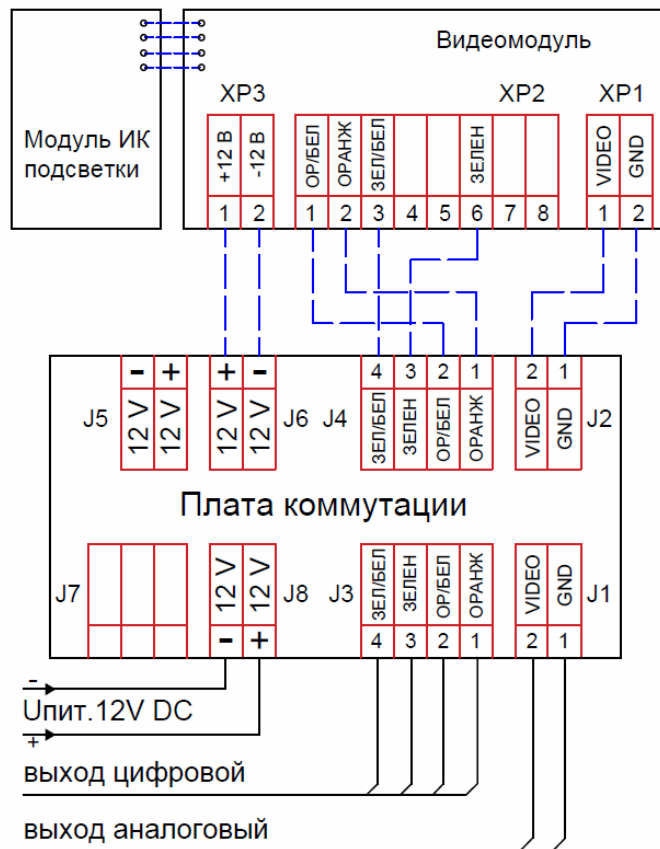 Видеомодуль
Модуль ИК
подсветки
XP3
XP2
XP1
+12 В
-12 В
ОР/БЕЛ
ОРАНЖ
ЗЕЛ/БЕЛ
ЗЕЛЕН
VIDEO
GND
1 2
1 2 3 4 5 6 7 8
1 2
- +
+ -
4 3 2 1
2 1
J5
12 V
12 V
12 V
12 V
J6
J4
ЗЕЛ/БЕЛ
ЗЕЛЕН
ОР/БЕЛ
ОРАНЖ
VIDEO
GND
J2
Плата коммутации
J7
12 V
12 V
J8
J3
ЗЕЛ/БЕЛ
ЗЕЛЕН
ОР/БЕЛ
ОРАНЖ
VIDEO
GND
J1
- +
4 3 2 1
2 1
-
Uпит.12V DC
+
выход цифровой
выход аналоговый